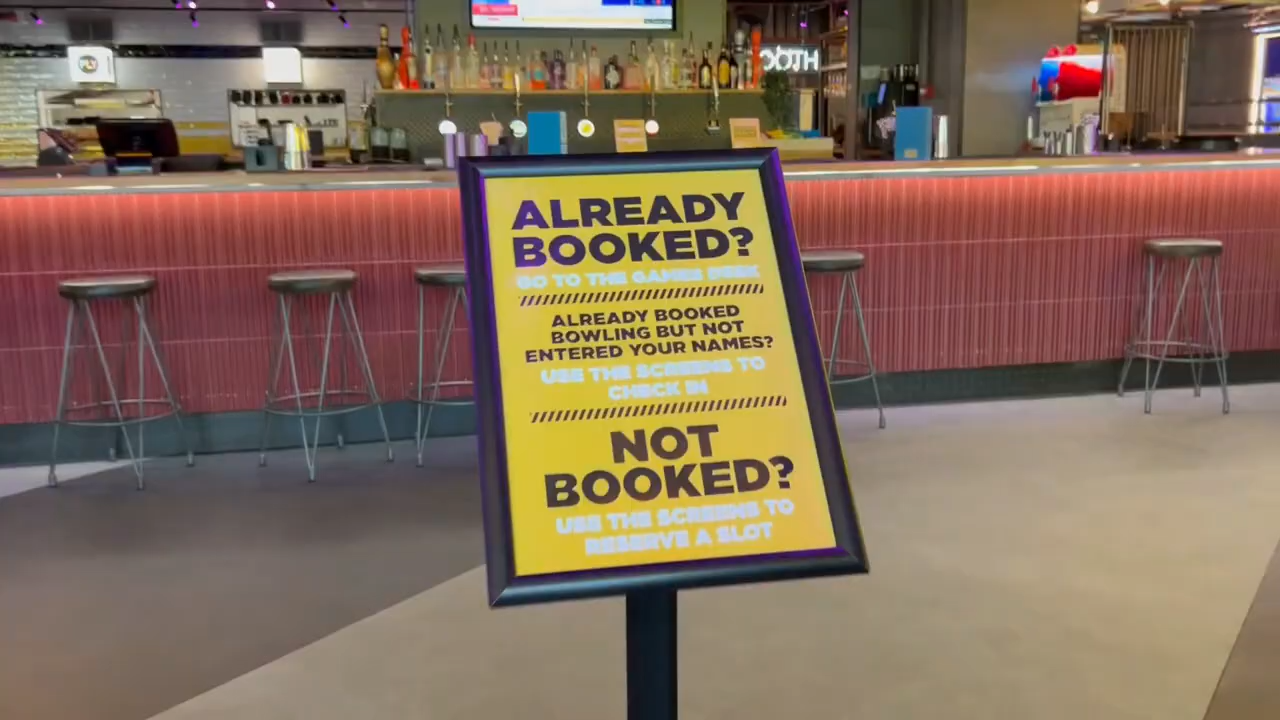 ALREADY
BOOKED?
GO TO THE GAMES DESK
ALREADY BOOKED
BOWLING BUT NOT
ENTERED YOUR NAMES?
USE THE SCREENS TO
CHECK IN
NOT
BOOKED?
USE THE SCREENS TO
RESERVE A SLOT